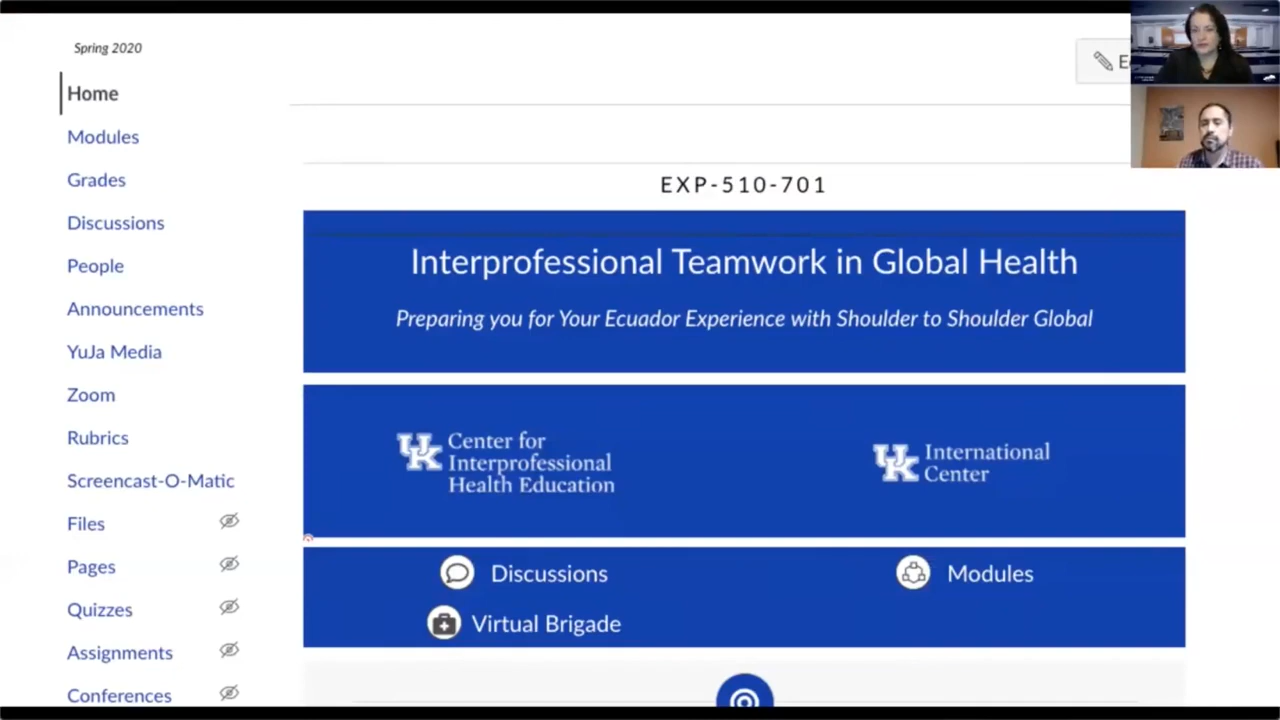 Spring 2020
Home
Modules
Grades
Discussions
People
Announcements
YuJa Media
Zoom
Rubrics
Screencast-O-Matic
Files
Pages
Quizzes
Assignments
Conferences
EXP-510-701
Interprofessional Teamwork in Global Health
Preparing you for Your Ecuador Experience with Shoulder to Shoulder Global
UK
Center for
Interprofessional
Health Education
UK
International
Center
Discussions
Modules
Virtual Brigade